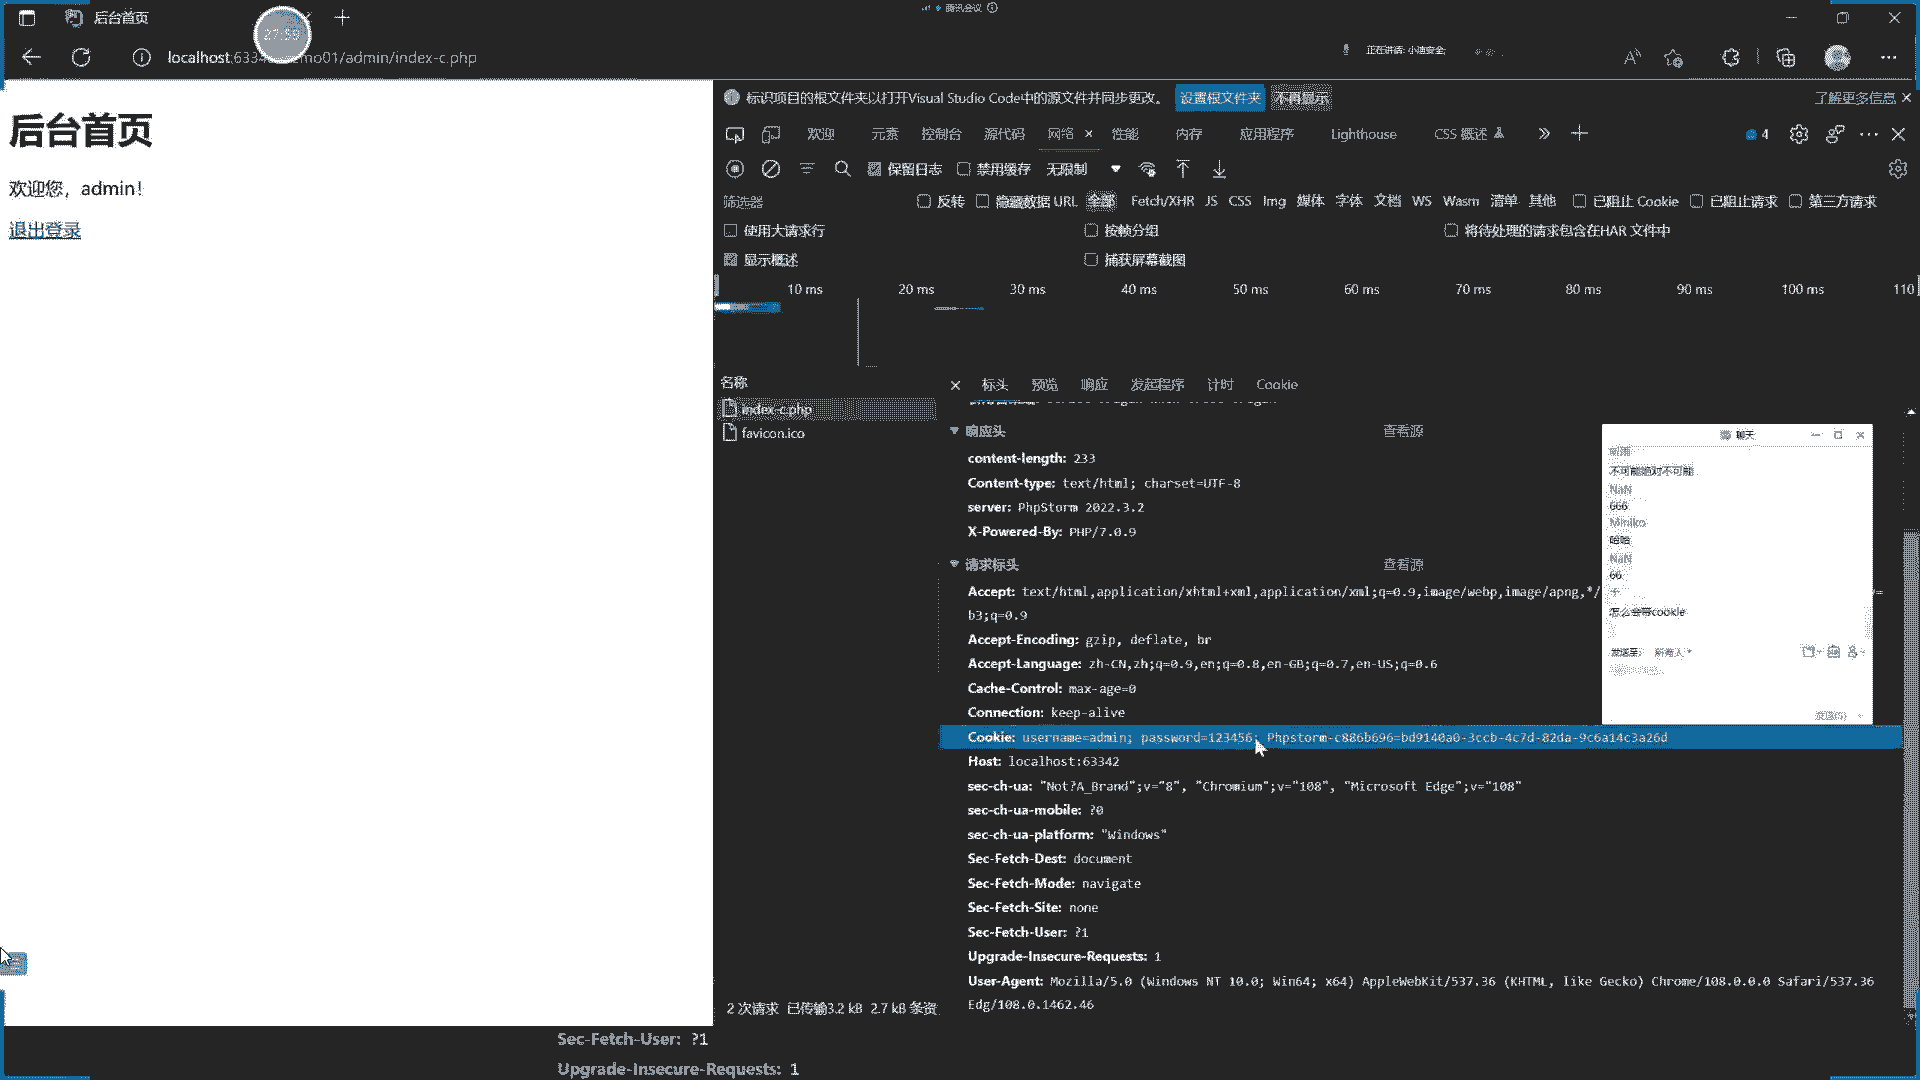 后台首页
27:59
腾讯会议
localhost:6334 mo01/admin/index-c.php
正在讲话: 小迪安全;
后台首页
欢迎您，admin！
退出登录
标识项目的根文件夹以打开Visual Studio Code中的源文件并同步更改。 设置根文件夹 不再显示 了解更多信息
欢迎 元素 控制台 源代码 网络 性能 内存 应用程序 Lighthouse CSS 概述 4
保留日志 禁用缓存 无限制
筛选器 反转 隐藏数据 URL 全部 Fetch/XHR JS CSS Img 媒体 字体 文档 WS Wasm 清单 其他 已阻止 Cookie 已阻止请求 第三方请求
使用大请求行 按帧分组 将待处理的请求包含在HAR 文件中
显示概述 捕获屏幕截图
10 ms 20 ms 30 ms 40 ms 50 ms 60 ms 70 ms 80 ms 90 ms 100 ms 110
名称
index-c.php
favicon.ico
标头 预览 响应 发起程序 计时 Cookie
响应头 查看源
content-length: 233
Content-type: text/html; charset=UTF-8
server: PhpStorm 2022.3.2
X-Powered-By: PHP/7.0.9
请求标头 查看源
Accept: text/html,application/xhtml+xml,application/xml;q=0.9,image/webp,image/apng,*/
b3;q=0.9
Accept-Encoding: gzip, deflate, br
Accept-Language: zh-CN,zh;q=0.9,en;q=0.8,en-GB;q=0.7,en-US;q=0.6
Cache-Control: max-age=0
Connection: keep-alive
Cookie: username=admin; password=123456; Phpstorm-c886b696=bd9140a0-3ccb-4c7d-82da-9c6a14c3a26d
Host: localhost:63342
sec-ch-ua: "Not?A_Brand";v="8", "Chromium";v="108", "Microsoft Edge";v="108"
sec-ch-ua-mobile: ?0
sec-ch-ua-platform: "Windows"
Sec-Fetch-Dest: document
Sec-Fetch-Mode: navigate
Sec-Fetch-Site: none
Sec-Fetch-User: ?1
Upgrade-Insecure-Requests: 1
User-Agent: Mozilla/5.0 (Windows NT 10.0; Win64; x64) AppleWebKit/537.36 (KHTML, like Gecko) Chrome/108.0.0.0 Safari/537.36
Edg/108.0.1462.46
2 次请求 已传输3.2 kB 2.7 kB 条资
聊天
不可能绝对不可能
NaN
666
Miniko
哈哈
NaN
66
怎么会带cookie
发送至: 所有人
发送(S)
Sec-Fetch-User: ?1
Upgrade-Insecure-Requests: 1